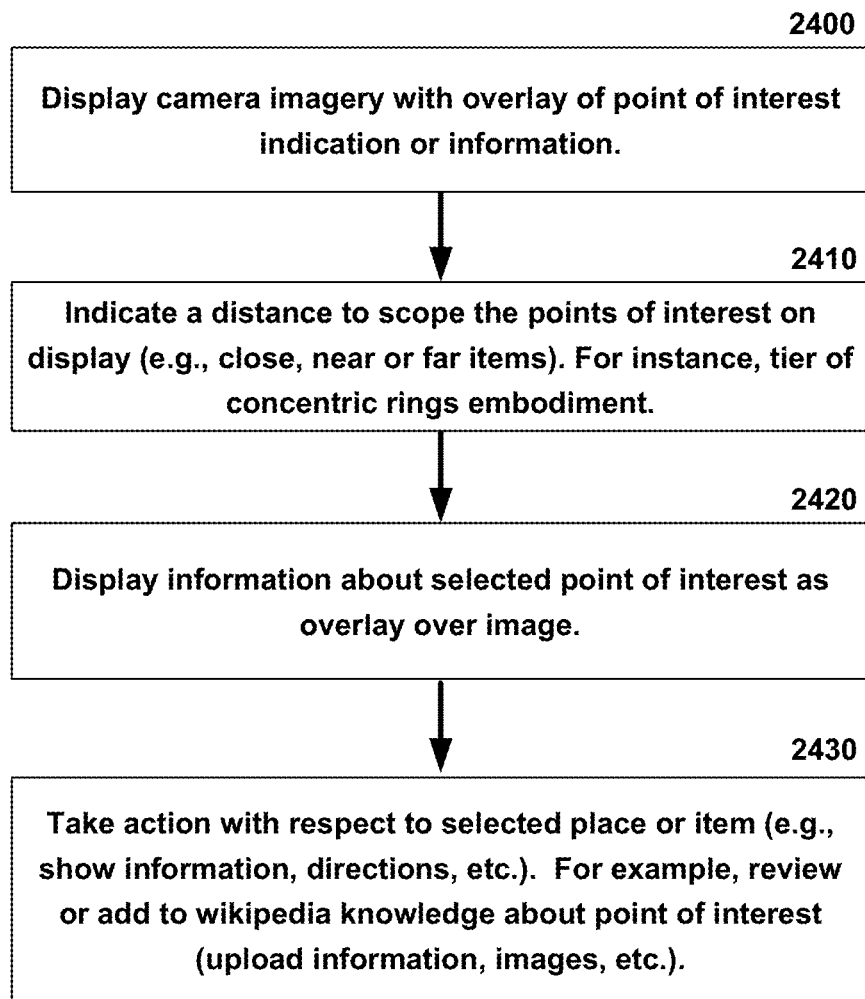 2400
Display camera imagery with overlay of point of interest
indication or information.
2410
Indicate a distance to scope the points of interest on
display (e.g., close, near or far items). For instance, tier of
concentric rings embodiment.
2420
Display information about selected point of interest as
overlay over image.
2430
Take action with respect to selected place or item (e.g.,
show information, directions, etc.).  For example, review
or add to wikipedia knowledge about point of interest
(upload information, images, etc.).